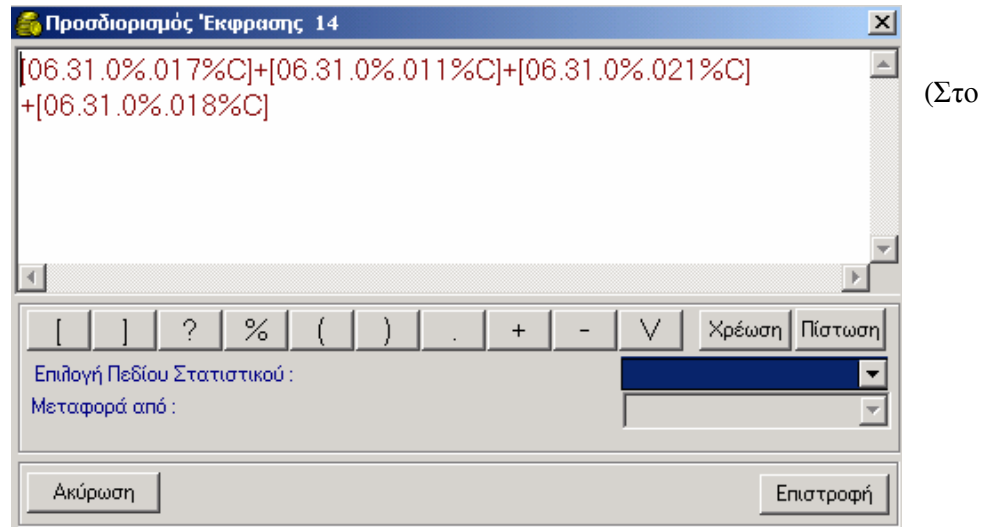 Προσδιορισμός Έκφρασης 14
[06.31.0%.017%C]+[06.31.0%.011%C]+[06.31.0%.021%C]
+[06.31.0%.018%C]
(Στο
[ ] ? % ( ) . + - \/ Χρέωση Πίστωση
Επιλογή Πεδίου Στατιστικού :
Μεταφορά από :
Ακύρωση Επιστροφή